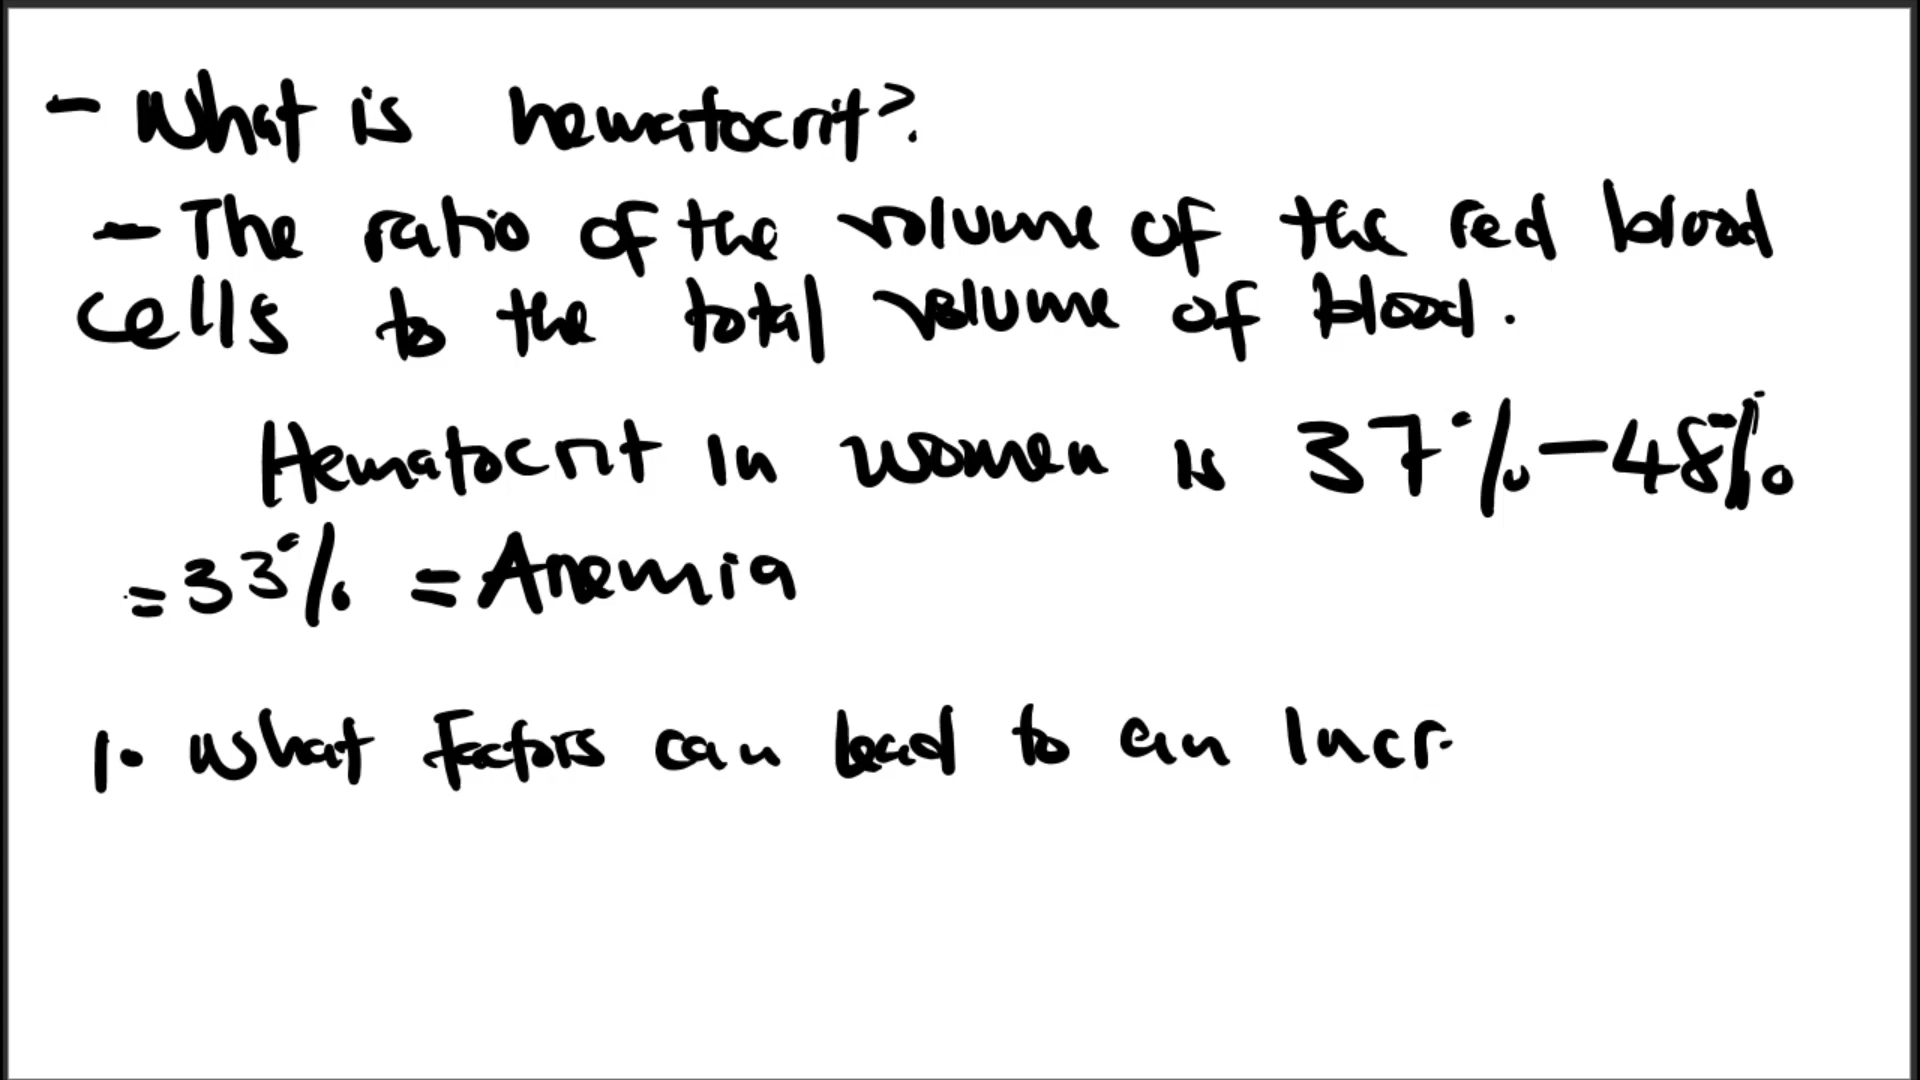 - What is hematocrit?
- The ratio of the volume of the red blood
cells to the total volume of blood.
Hematocrit in women is 37%-48%
=33% = Anemia
1. What factors can lead to an incr